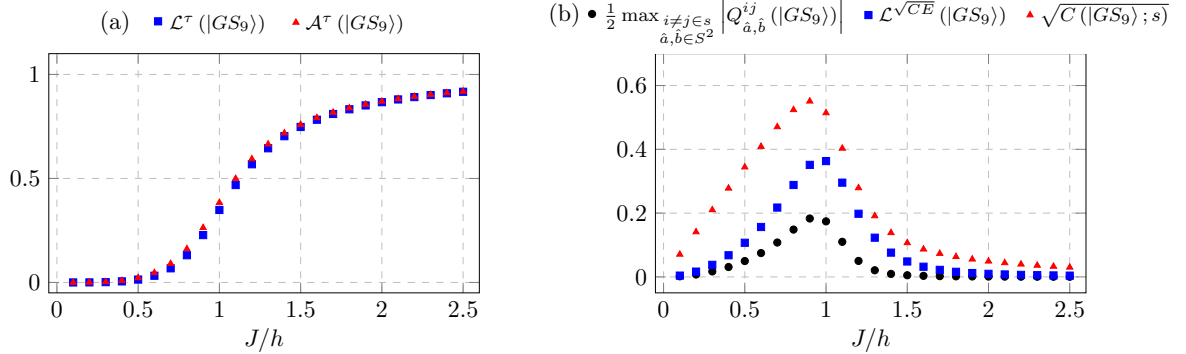 (a)
■ ℒ^τ (|GS₉⟩) ▲ 𝒜^τ (|GS₉⟩)
1
0.5
0
0 0.5 1 1.5 2 2.5
J/h
(b) ● ½ max_{i≠j∈s; â,b̂∈S²} |Q^{ij}_{â,b̂} (|GS₉⟩)| ■ ℒ^{√CE} (|GS₉⟩) ▲ √(C (|GS₉⟩ ; s))
0.6
0.4
0.2
0
0 0.5 1 1.5 2 2.5
J/h